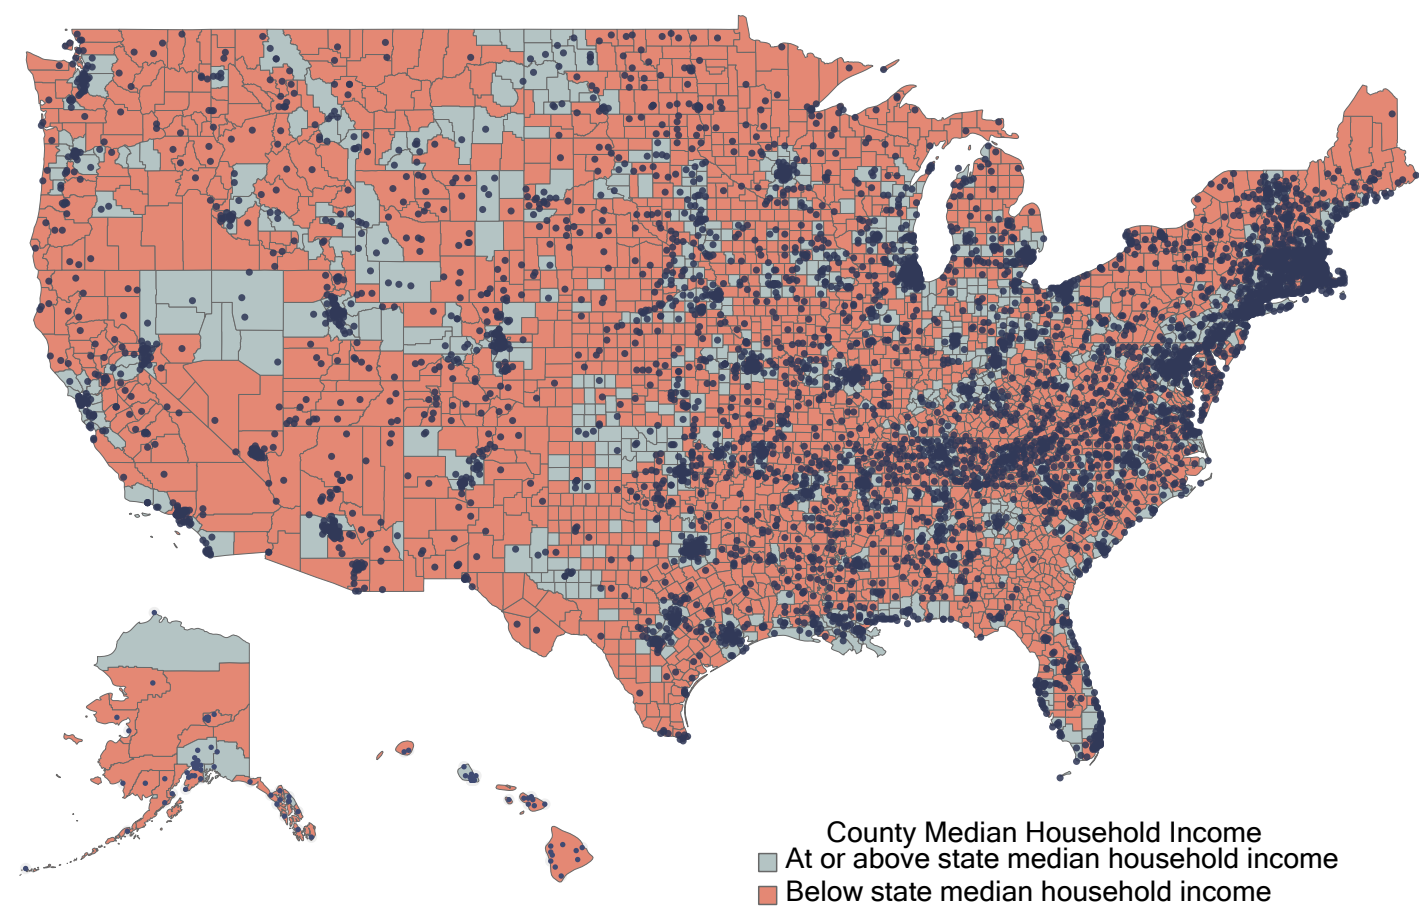 County Median Household Income
At or above state median household income
Below state median household income